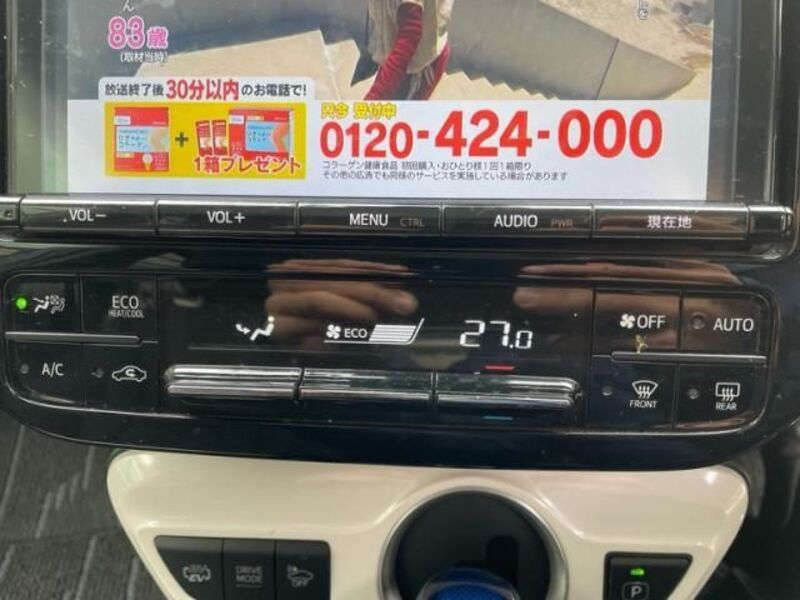 ん
83歳
(取材当時)
放送終了後30分以内のお電話で!
+
1箱プレゼント
只今 受付中
0120-424-000
コラーゲン健康食品 初回購入・おひとり様1回1箱限り
その他の広告でも同様のサービスを実施している場合があります
VOL− VOL+ MENU CTRL AUDIO PWR 現在地
ECO
HEAT/COOL
ECO
27.0
OFF
AUTO
A/C
FRONT
REAR
EV
DRIVE
MODE
OFF
P